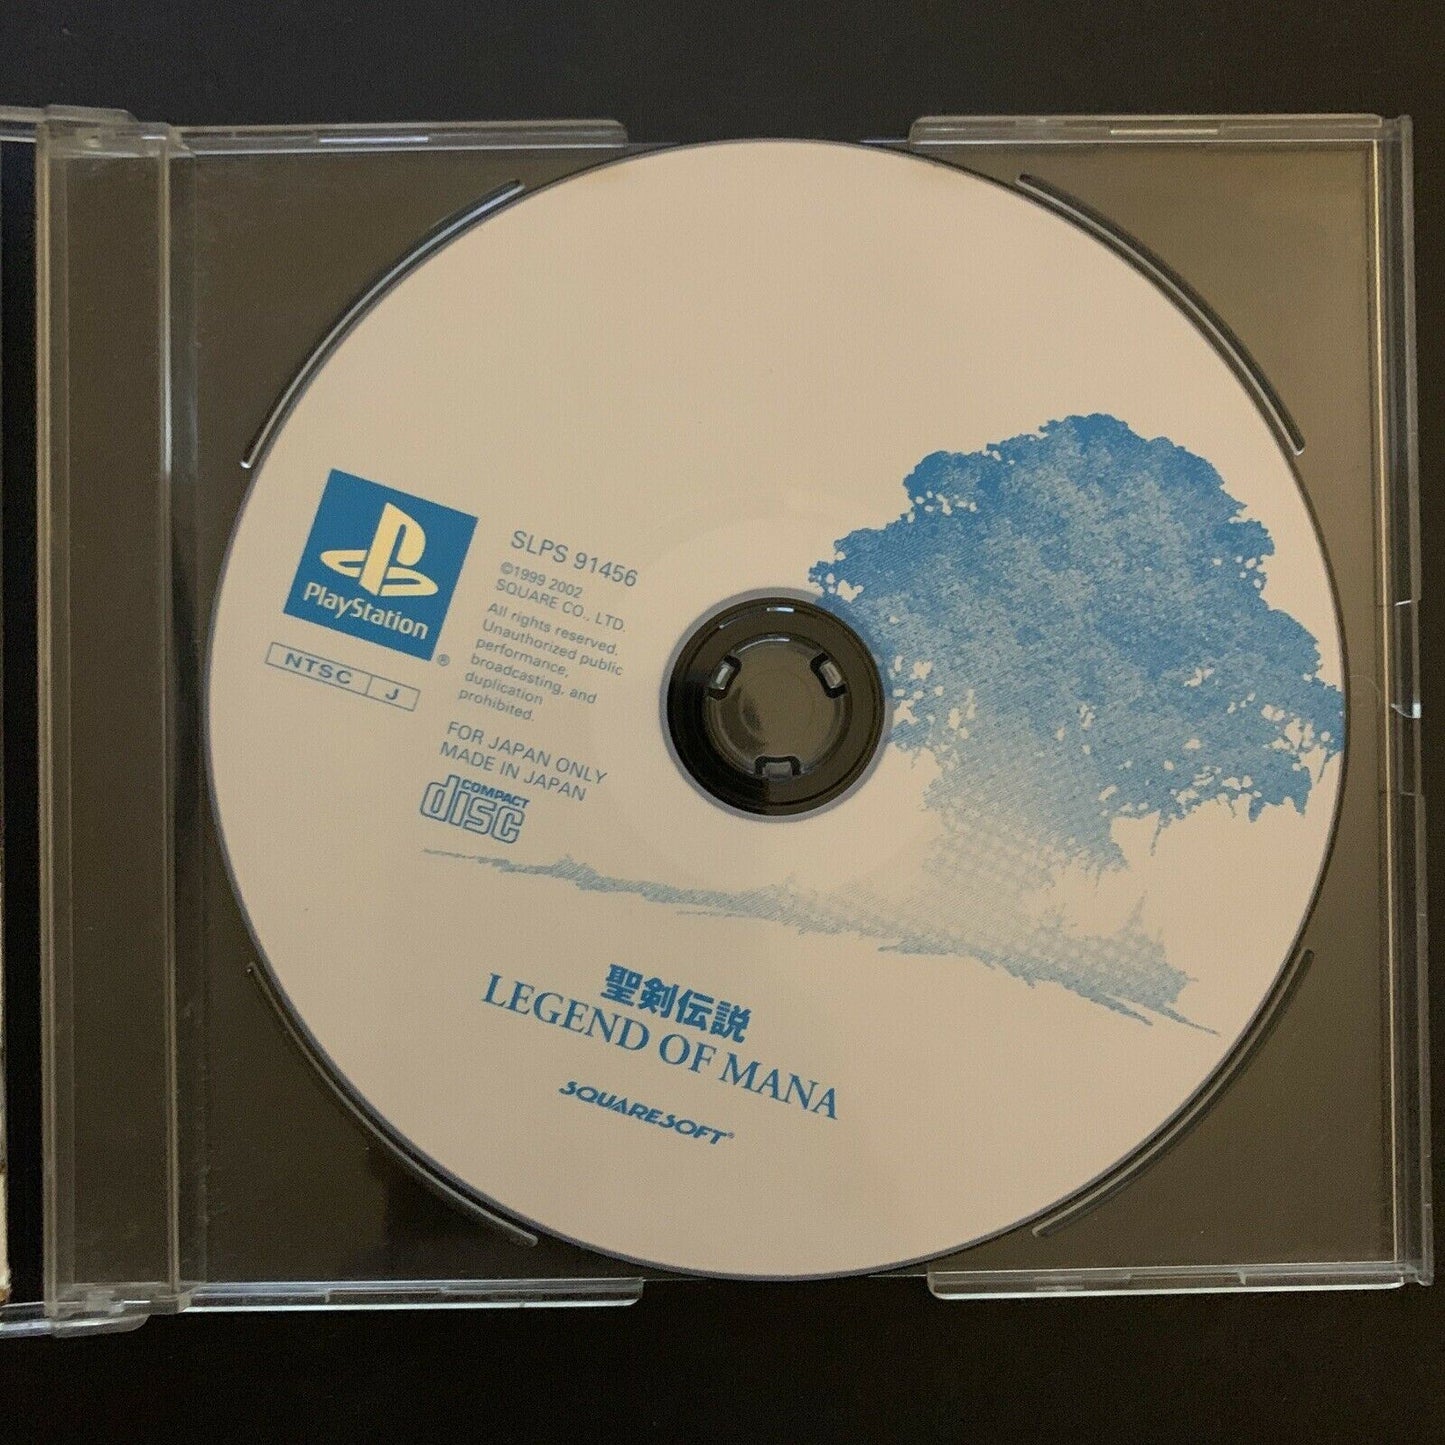 PlayStation
®
NTSC J
SLPS 91456
©1999 2002
SQUARE CO., LTD.
All rights reserved.
Unauthorized public
performance,
broadcasting, and
duplication
prohibited.
FOR JAPAN ONLY
MADE IN JAPAN
COMPACT
disc
聖剣伝説
LEGEND OF MANA
SQUARESOFT®